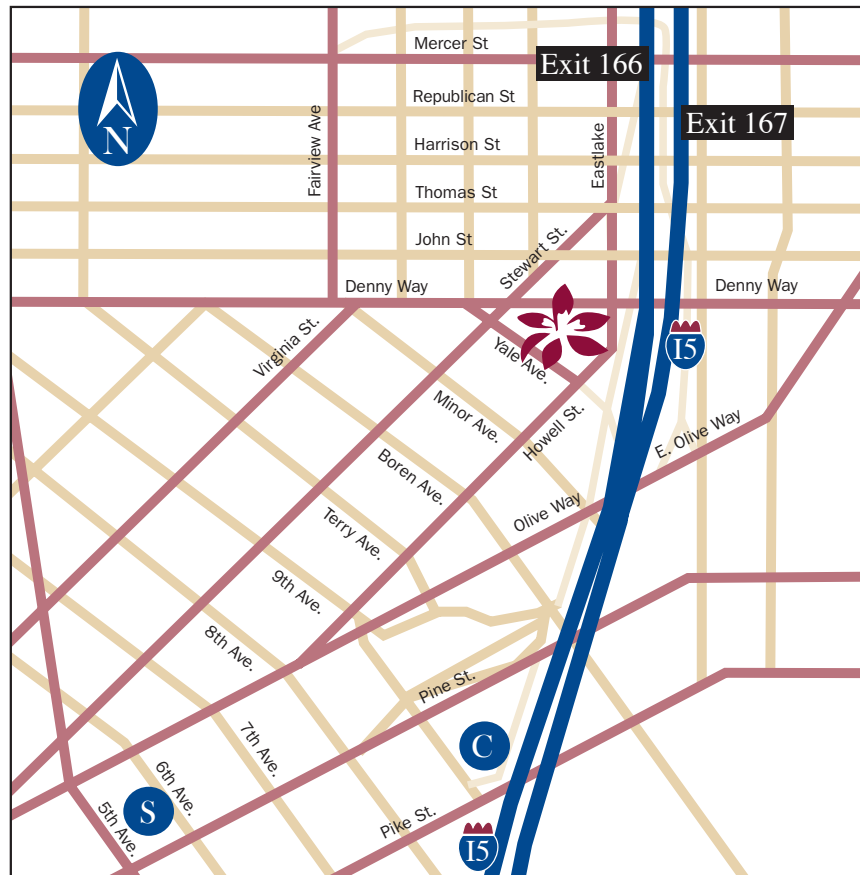 Mercer St
Exit 166
Republican St
Exit 167
N
Fairview Ave
Harrison St
Eastlake
Thomas St
John St
Stewart St.
Denny Way
Denny Way
Virginia St.
Yale Ave.
I5
Minor Ave.
Howell St.
E. Olive Way
Boren Ave.
Olive Way
Terry Ave.
9th Ave.
8th Ave.
Pine St.
7th Ave.
C
6th Ave.
S
5th Ave.
Pike St.
I5